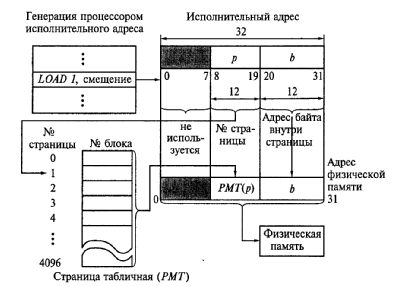 Генерация процессором
исполнительного адреса
Исполнительный адрес
32
p
b
LOAD 1, смещение
0
7
8
19
20
31
12
12
№
страницы
№ блока
не
исполь-
зуется
№ стра-
ницы
Адрес байта
внутри
страницы
Адрес
физической
памяти
0
1
2
3
4
4096
0
PMT(p)
b
31
Физическая
память
Страница табличная (PMT)